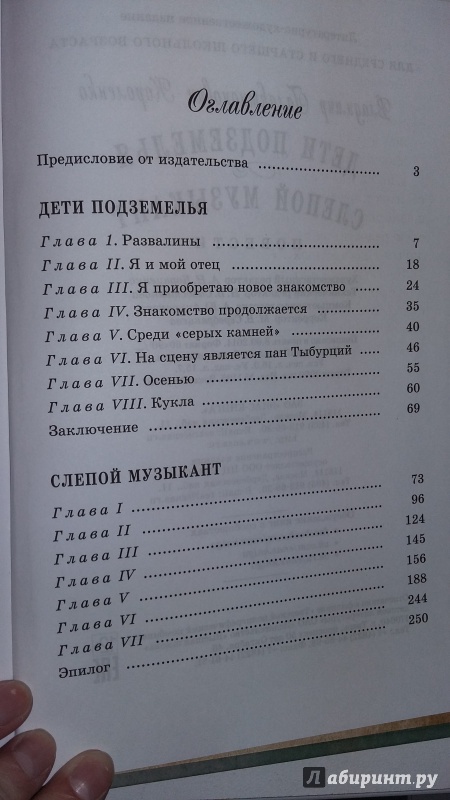 Оглавление
Предисловие от издательства ........ 3
ДЕТИ ПОДЗЕМЕЛЬЯ
Глава 1. Развалины ........ 7
Глава II. Я и мой отец ........ 18
Глава III. Я приобретаю новое знакомство ........ 24
Глава IV. Знакомство продолжается ........ 35
Глава V. Среди «серых камней» ........ 40
Глава VI. На сцену является пан Тыбурций ........ 46
Глава VII. Осенью ........ 55
Глава VIII. Кукла ........ 60
Заключение ........ 69
СЛЕПОЙ МУЗЫКАНТ
Глава I ........ 73
Глава II ........ 96
Глава III ........ 124
Глава IV ........ 145
Глава V ........ 156
Глава VI ........ 188
Глава VII ........ 244
Эпилог ........ 250
Лабиринт.ру